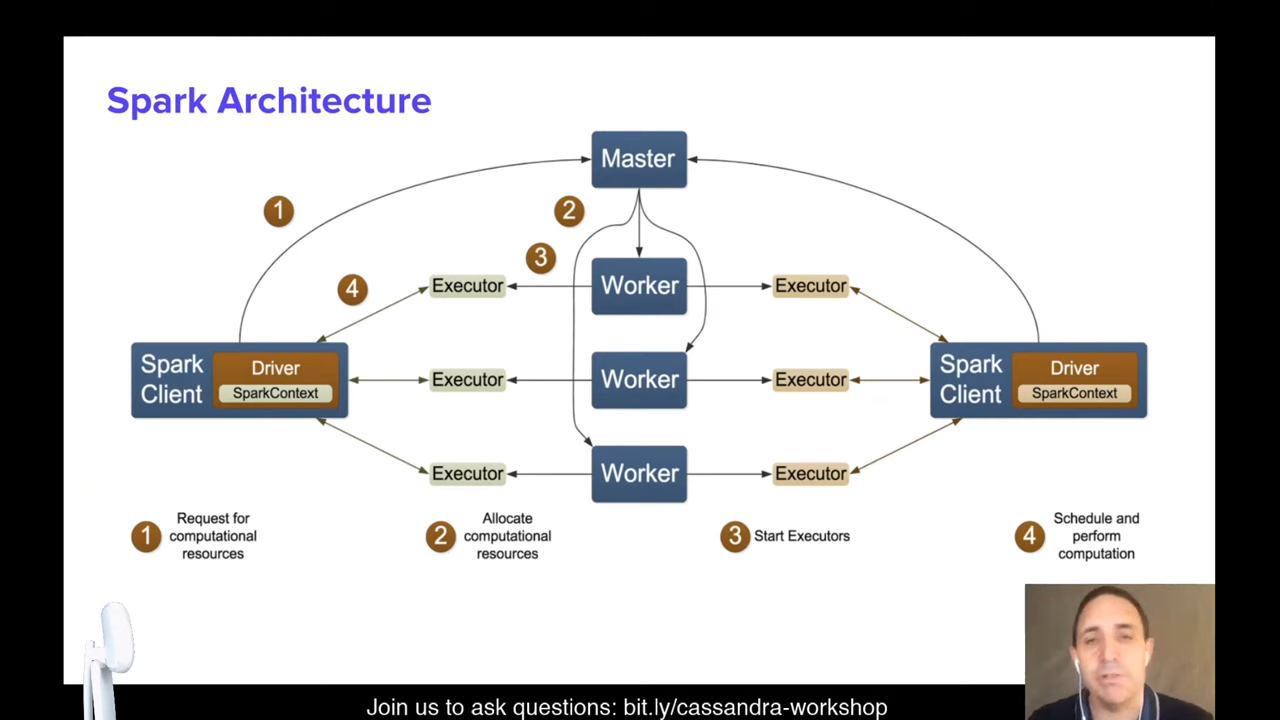 Spark Architecture
Master
1
2
3
4
Executor
Worker
Executor
Spark
Client
Driver
SparkContext
Executor
Worker
Executor
Spark
Client
Driver
SparkContext
Executor
Worker
Executor
1
Request for
computational
resources
2
Allocate
computational
resources
3
Start Executors
4
Schedule and
perform
computation
Join us to ask questions: bit.ly/cassandra-workshop